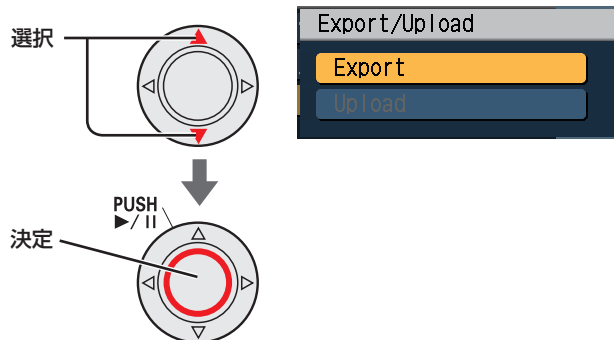 選択
Export/Upload
Export
Upload
PUSH
▶/II
決定